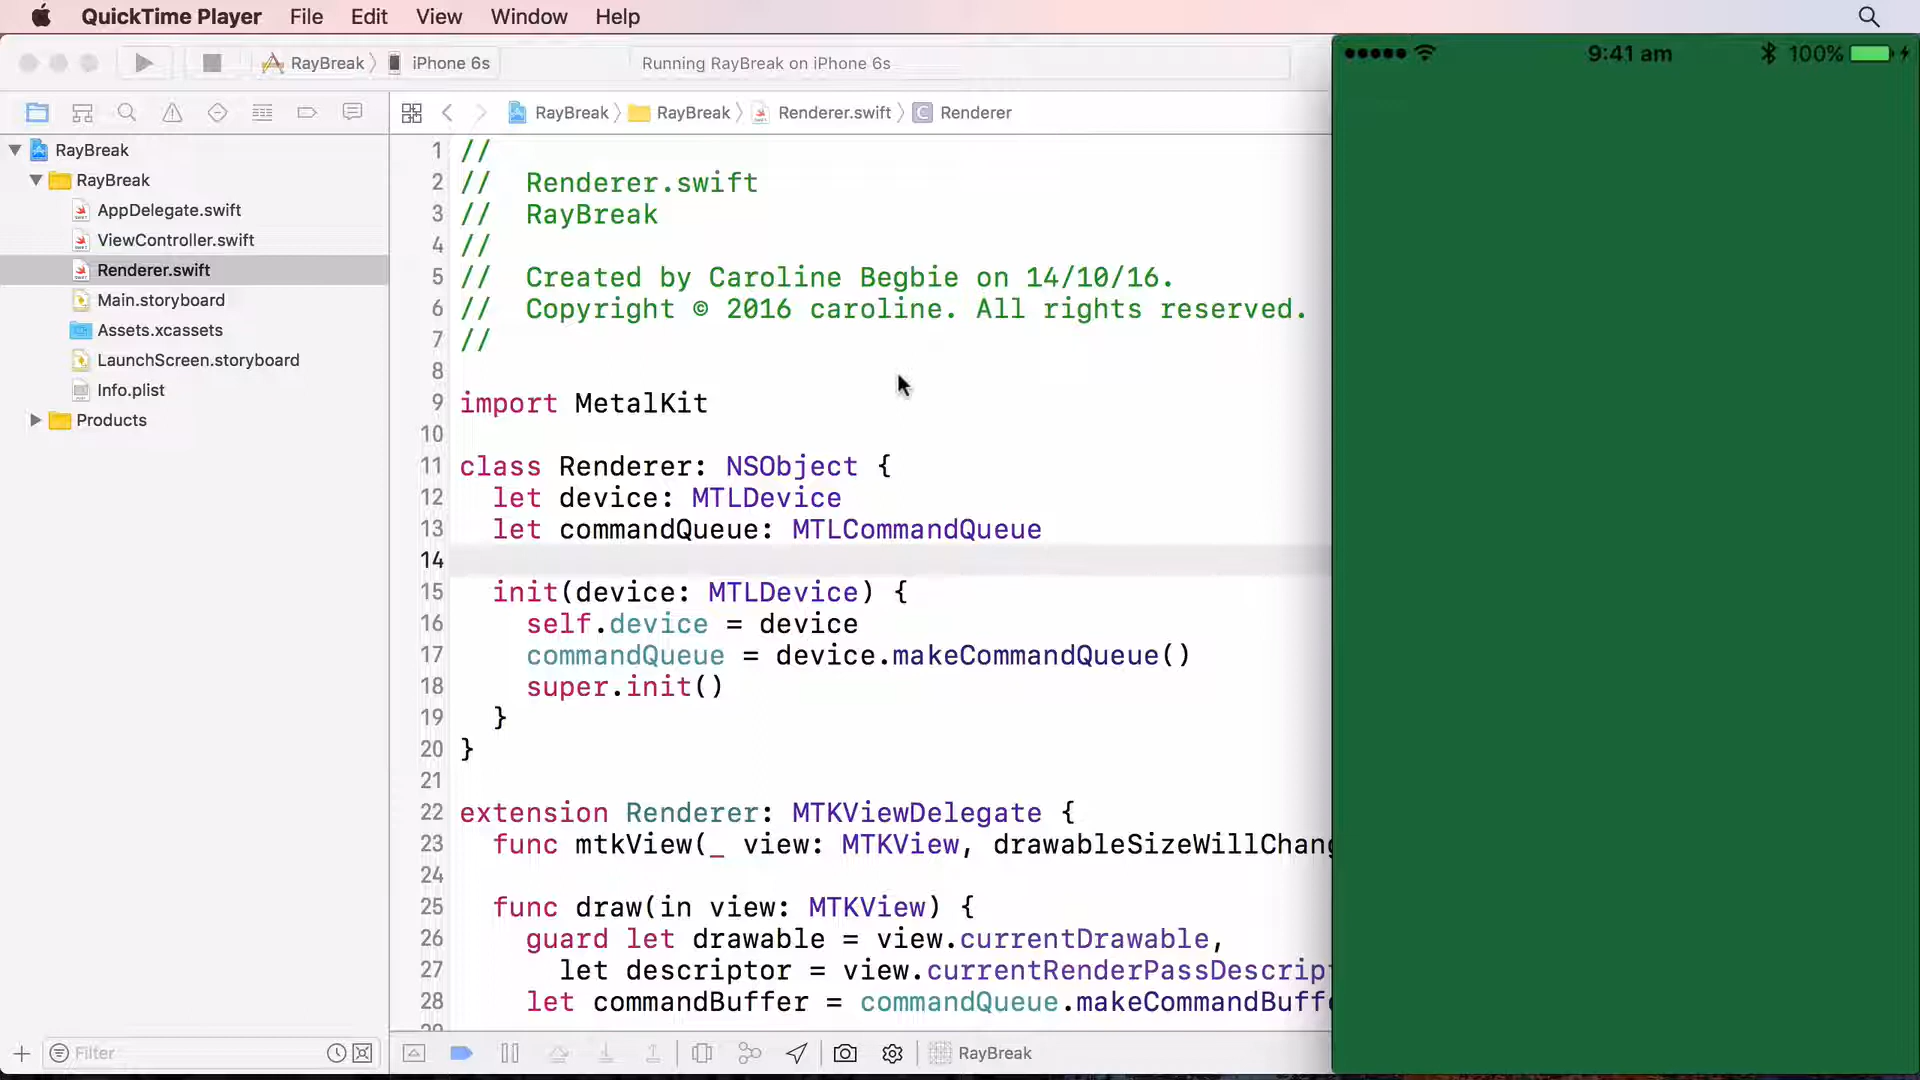 QuickTime Player File Edit View Window Help
RayBreak iPhone 6s
Running RayBreak on iPhone 6s
9:41 am
100%
RayBreak RayBreak Renderer.swift C Renderer
RayBreak
RayBreak
AppDelegate.swift
ViewController.swift
Renderer.swift
Main.storyboard
Assets.xcassets
LaunchScreen.storyboard
Info.plist
Products
1 //
2 //  Renderer.swift
3 //  RayBreak
4 //
5 //  Created by Caroline Begbie on 14/10/16.
6 //  Copyright © 2016 caroline. All rights reserved.
7 //
8
9 import MetalKit
10
11 class Renderer: NSObject {
12   let device: MTLDevice
13   let commandQueue: MTLCommandQueue
14
15   init(device: MTLDevice) {
16     self.device = device
17     commandQueue = device.makeCommandQueue()
18     super.init()
19   }
20 }
21
22 extension Renderer: MTKViewDelegate {
23   func mtkView(_ view: MTKView, drawableSizeWillChang
24
25   func draw(in view: MTKView) {
26     guard let drawable = view.currentDrawable,
27       let descriptor = view.currentRenderPassDescript
28     let commandBuffer = commandQueue.makeCommandBuffe
29
Filter
RayBreak